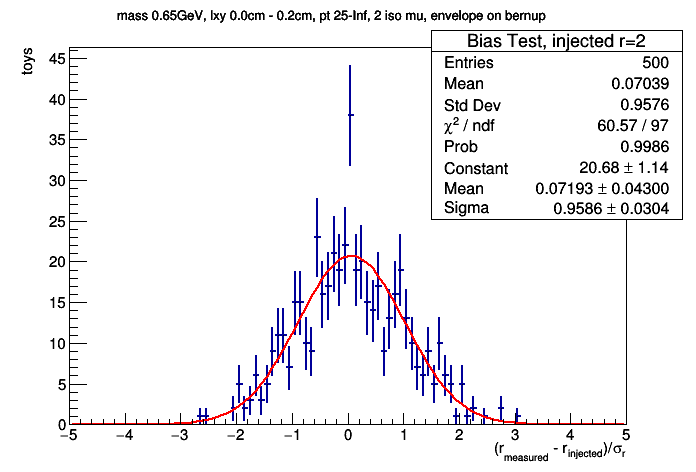 mass 0.65GeV, lxy 0.0cm - 0.2cm, pt 25-Inf, 2 iso mu, envelope on bernup
Bias Test, injected r=2
Entries 500
Mean 0.07039
Std Dev 0.9576
χ² / ndf 60.57 / 97
Prob 0.9986
Constant 20.68 ± 1.14
Mean 0.07193 ± 0.04300
Sigma 0.9586 ± 0.0304
toys
45
40
35
30
25
20
15
10
5
0
−5 −4 −3 −2 −1 0 1 2 3 4 5
(r_measured - r_injected)/σ_r